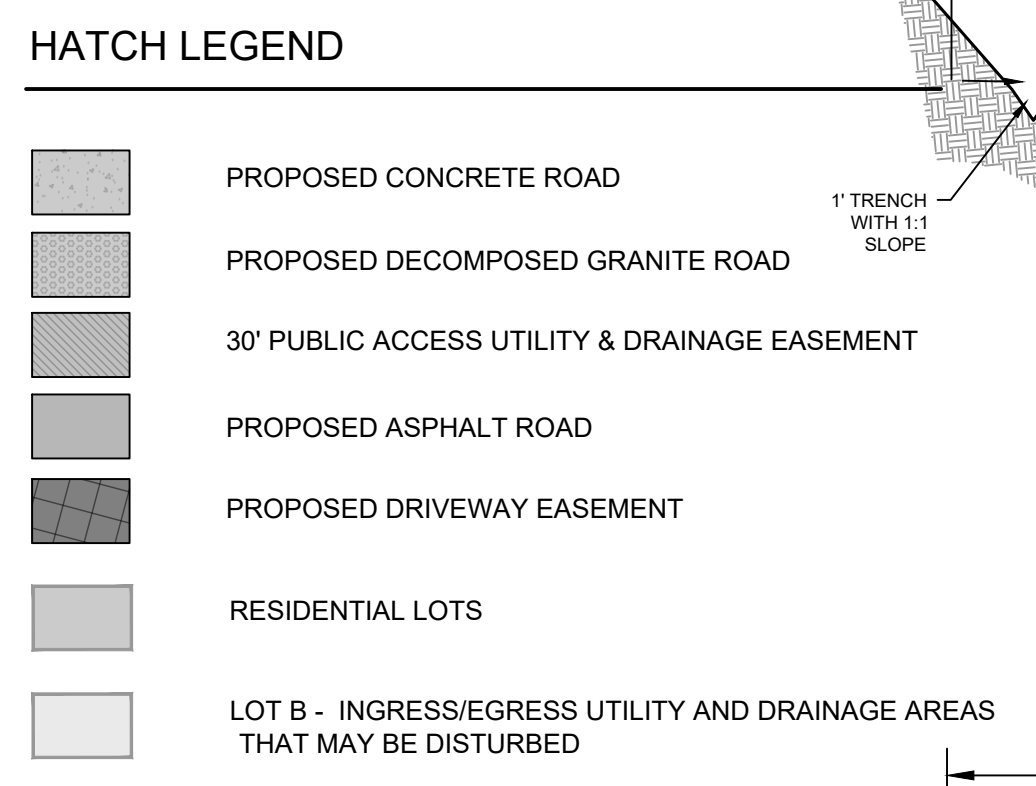 HATCH LEGEND
PROPOSED CONCRETE ROAD
1' TRENCH
WITH 1:1
SLOPE
PROPOSED DECOMPOSED GRANITE ROAD
30' PUBLIC ACCESS UTILITY & DRAINAGE EASEMENT
PROPOSED ASPHALT ROAD
PROPOSED DRIVEWAY EASEMENT
RESIDENTIAL LOTS
LOT B - INGRESS/EGRESS UTILITY AND DRAINAGE AREAS
THAT MAY BE DISTURBED